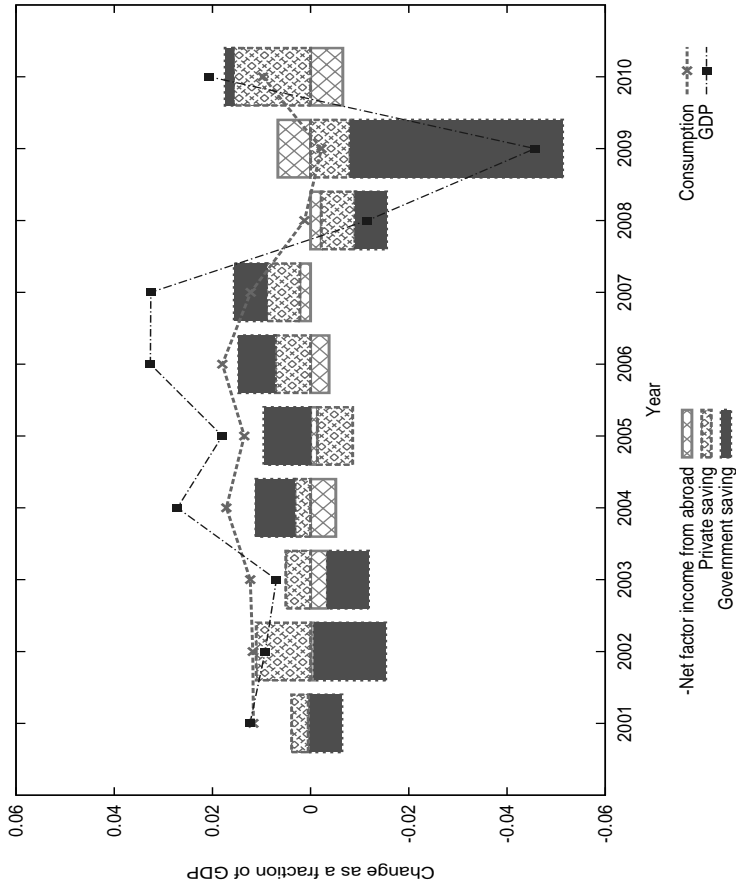 Change as a fraction of GDP
0.06
0.04
0.02
0
-0.02
-0.04
-0.06
2001
2002
2003
2004
2005
2006
2007
2008
2009
2010
Year
-Net factor income from abroad
Private saving
Government saving
Consumption
GDP